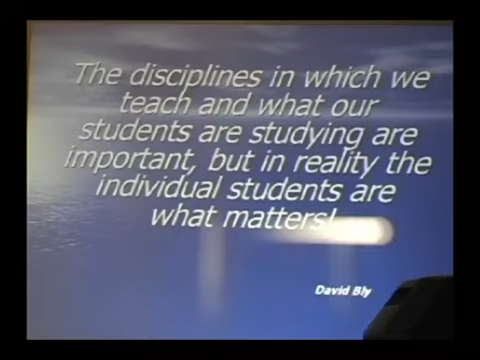 The disciplines in which we
teach and what our
students are studying are
important, but in reality the
individual students are
what matters!
David Bly